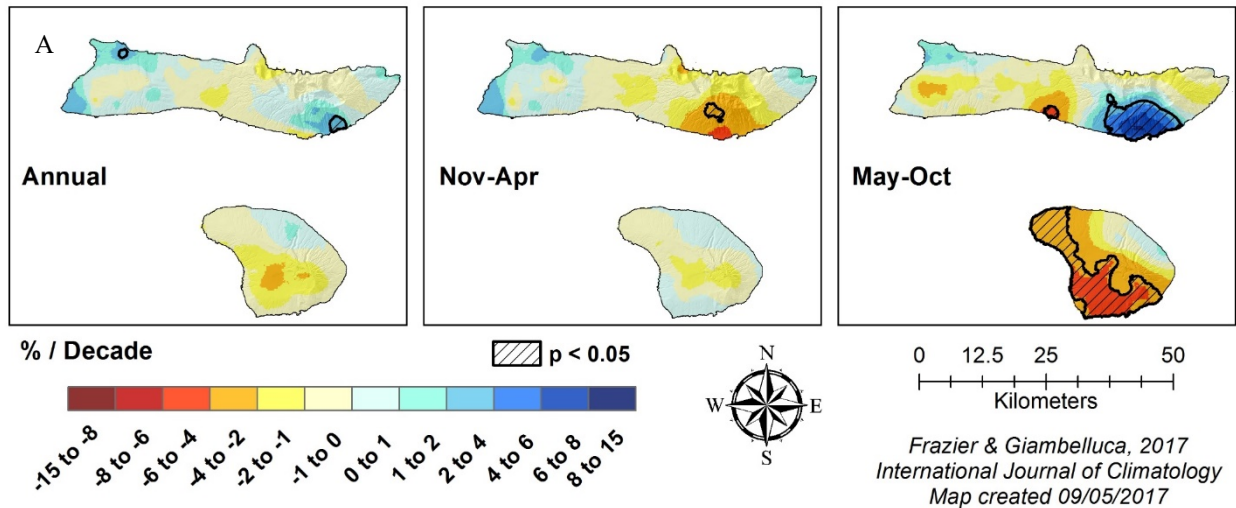 A
Annual
Nov-Apr
May-Oct
% / Decade
p < 0.05
-15 to -8
-8 to -6
-6 to -4
-4 to -2
-2 to -1
-1 to 0
0 to 1
1 to 2
2 to 4
4 to 6
6 to 8
8 to 15
N
W E
S
0 12.5 25 50
Kilometers
Frazier & Giambelluca, 2017
International Journal of Climatology
Map created 09/05/2017